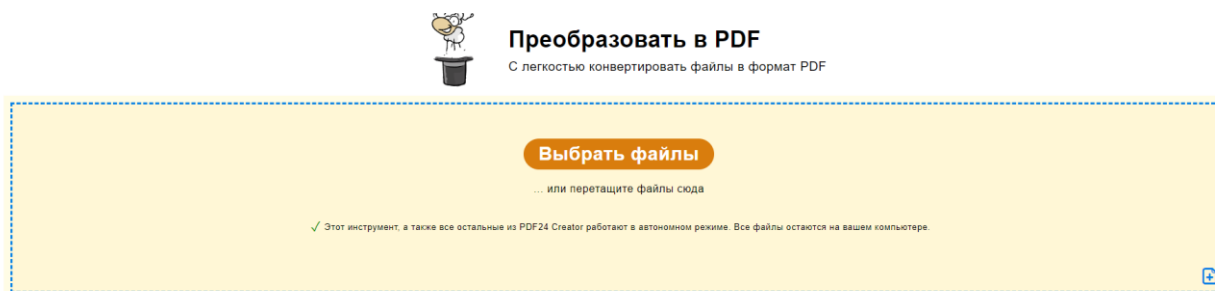 Преобразовать в PDF
С легкостью конвертировать файлы в формат PDF
Выбрать файлы
... или перетащите файлы сюда
✓ Этот инструмент, а также все остальные из PDF24 Creator работают в автономном режиме. Все файлы остаются на вашем компьютере.